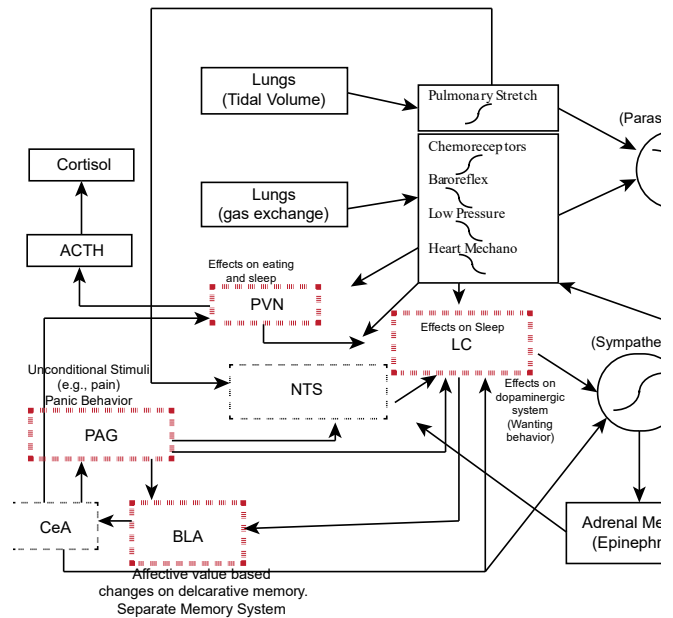 Lungs
(Tidal Volume)
Pulmonary Stretch
(Paras
Chemoreceptors
Baroreflex
Low Pressure
Heart Mechano
Cortisol
Lungs
(gas exchange)
ACTH
Effects on eating
and sleep
PVN
Effects on Sleep
LC
(Sympathe
Unconditional Stimuli
(e.g., pain)
Panic Behavior
NTS
Effects on
dopaminergic
system
(Wanting
behavior)
PAG
CeA
BLA
Adrenal Me
(Epinephr
Affective value based
changes on delcarative memory.
Separate Memory System